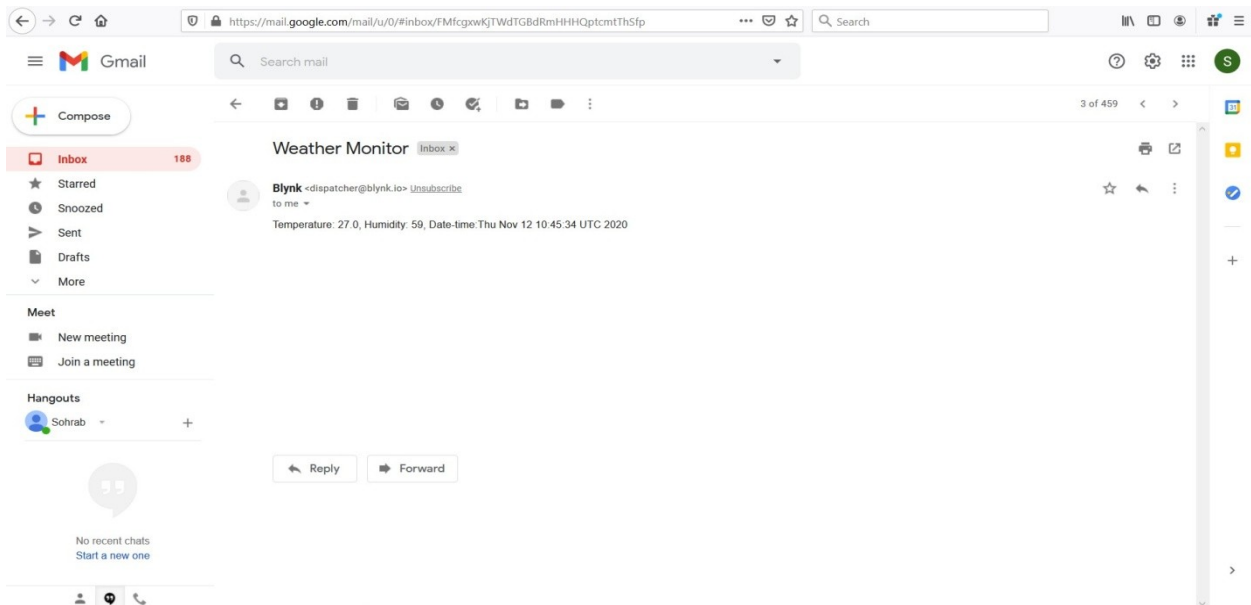 https://mail.google.com/mail/u/0/#inbox/FMfcgxwKjTWdTGBdRmHHHQptcmtThSfp
Search
Gmail
Search mail
S
Compose
3 of 459
31
Inbox 188
Starred
Snoozed
Sent
Drafts
More
Meet
New meeting
Join a meeting
Hangouts
Sohrab
No recent chats
Start a new one
Weather Monitor Inbox ×
Blynk <dispatcher@blynk.io> Unsubscribe
to me
Temperature: 27.0, Humidity: 59, Date-time:Thu Nov 12 10:45:34 UTC 2020
Reply Forward